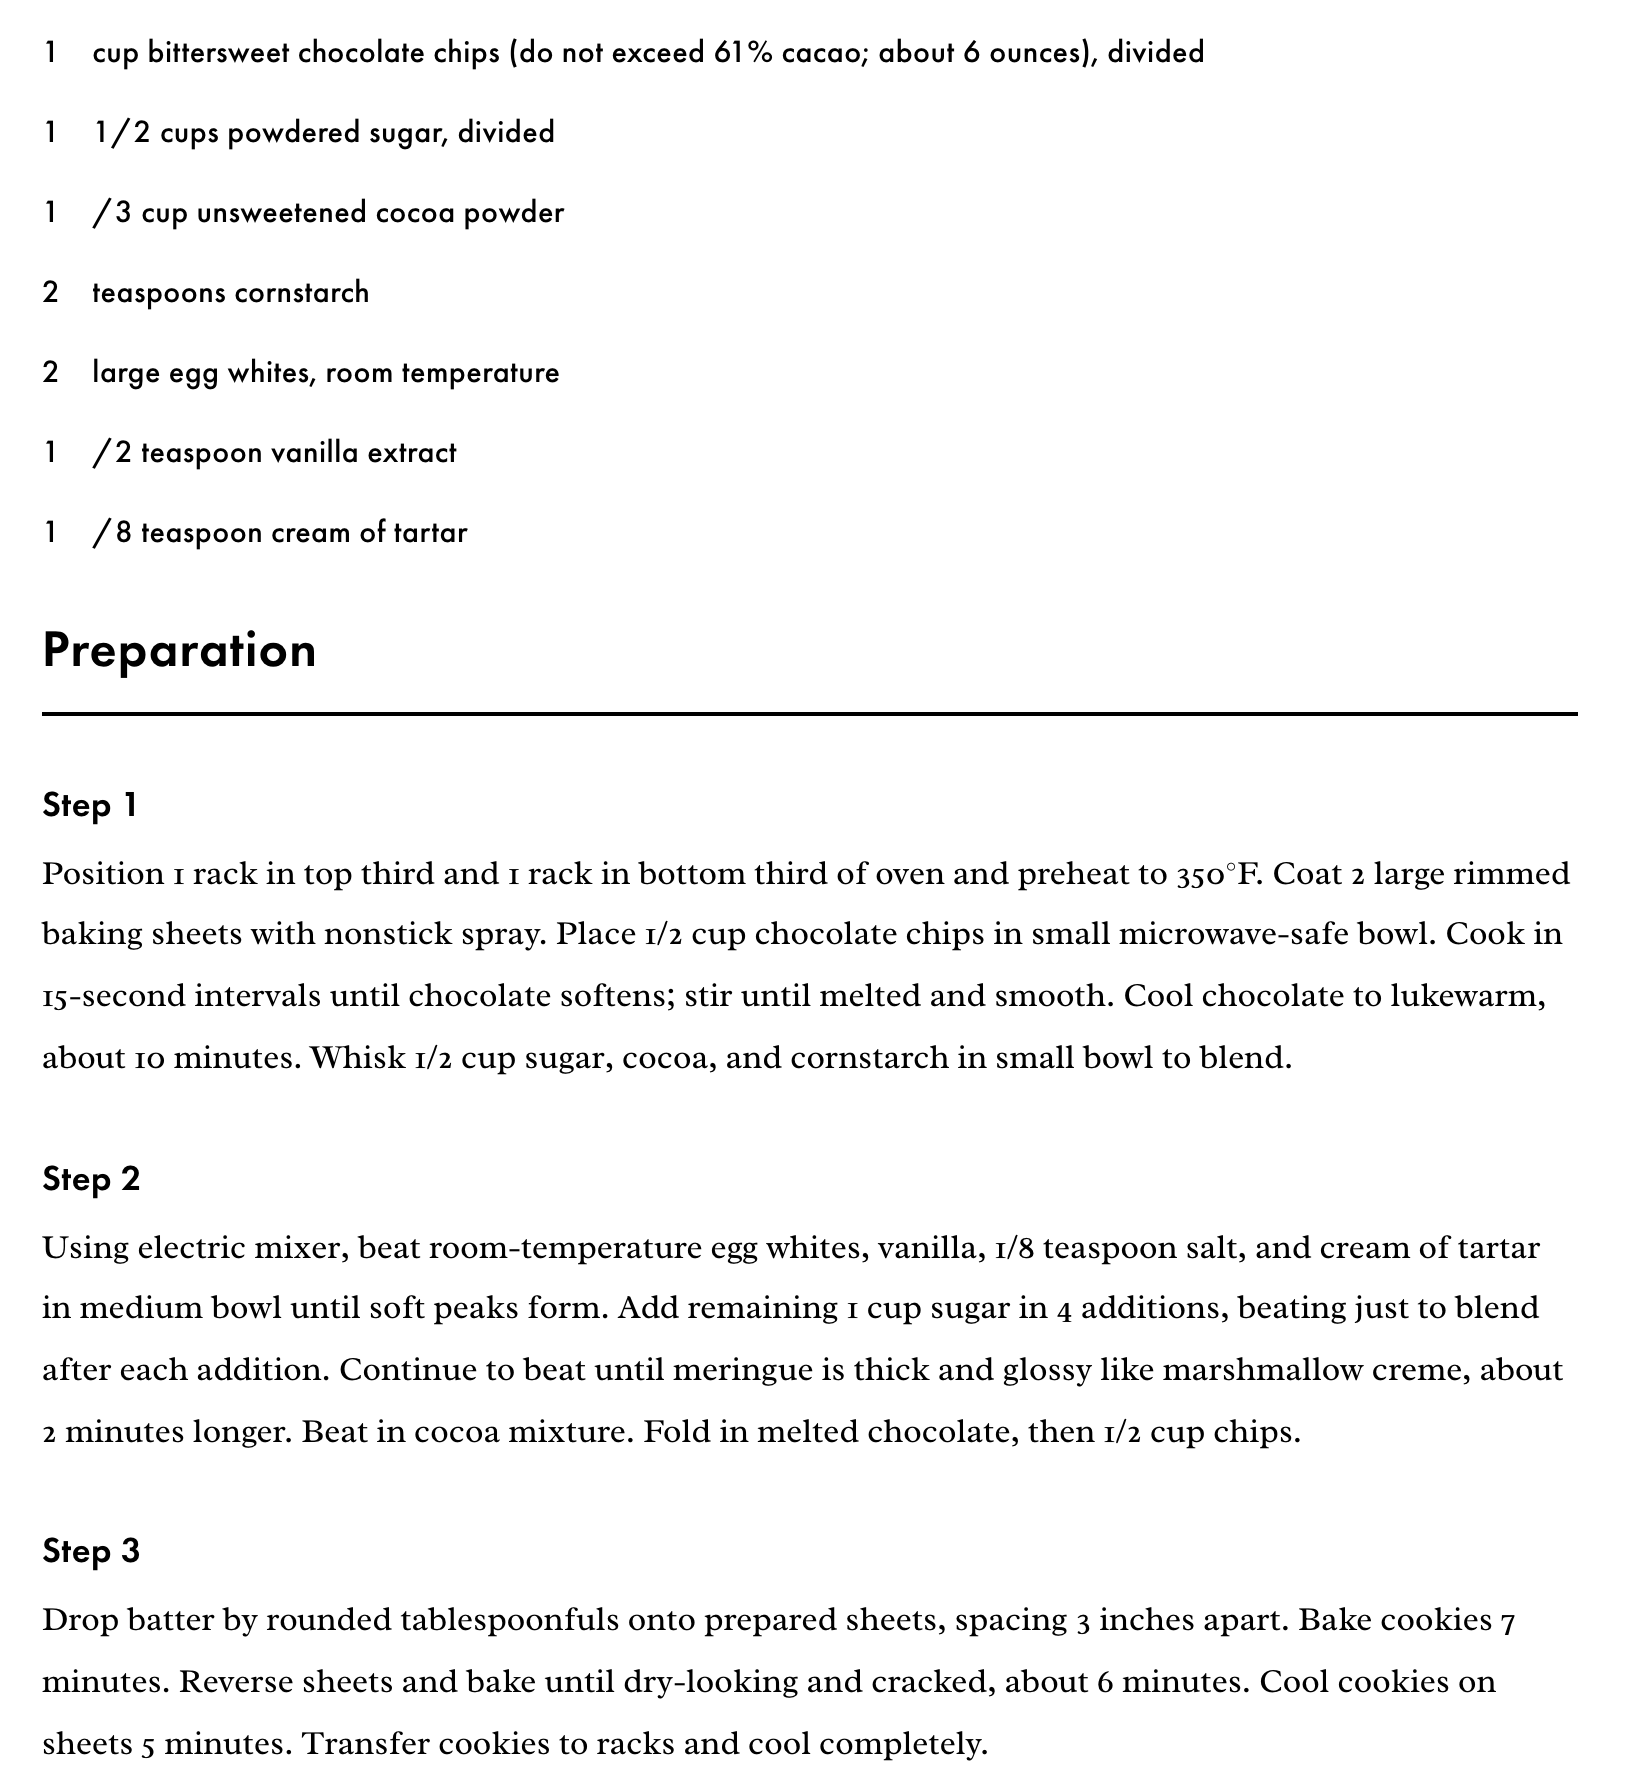 1 cup bittersweet chocolate chips (do not exceed 61% cacao; about 6 ounces), divided
1 1/2 cups powdered sugar, divided
1 /3 cup unsweetened cocoa powder
2 teaspoons cornstarch
2 large egg whites, room temperature
1 /2 teaspoon vanilla extract
1 /8 teaspoon cream of tartar
Preparation
Step 1
Position 1 rack in top third and 1 rack in bottom third of oven and preheat to 350°F. Coat 2 large rimmed
baking sheets with nonstick spray. Place 1/2 cup chocolate chips in small microwave-safe bowl. Cook in
15-second intervals until chocolate softens; stir until melted and smooth. Cool chocolate to lukewarm,
about 10 minutes. Whisk 1/2 cup sugar, cocoa, and cornstarch in small bowl to blend.
Step 2
Using electric mixer, beat room-temperature egg whites, vanilla, 1/8 teaspoon salt, and cream of tartar
in medium bowl until soft peaks form. Add remaining 1 cup sugar in 4 additions, beating just to blend
after each addition. Continue to beat until meringue is thick and glossy like marshmallow creme, about
2 minutes longer. Beat in cocoa mixture. Fold in melted chocolate, then 1/2 cup chips.
Step 3
Drop batter by rounded tablespoonfuls onto prepared sheets, spacing 3 inches apart. Bake cookies 7
minutes. Reverse sheets and bake until dry-looking and cracked, about 6 minutes. Cool cookies on
sheets 5 minutes. Transfer cookies to racks and cool completely.